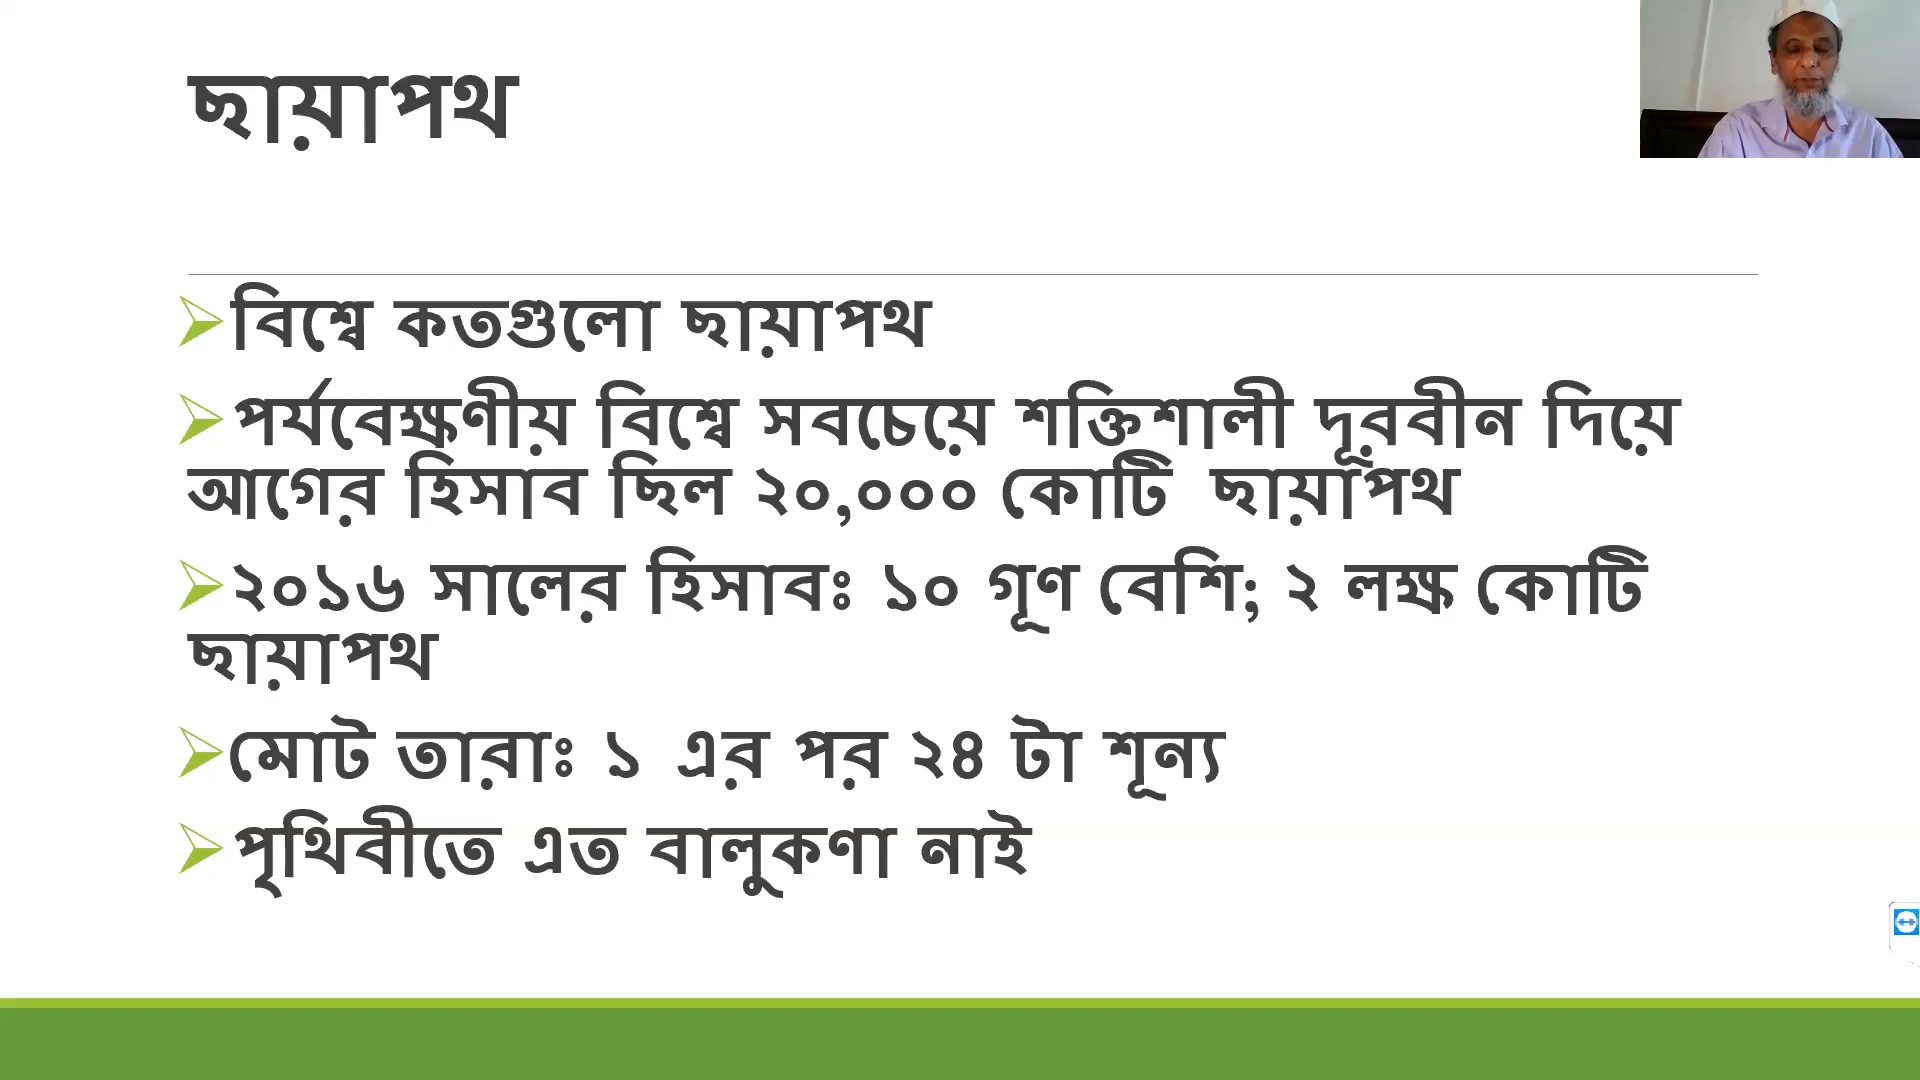 ছায়াপথ
বিশ্বে কতগুলো ছায়াপথ
পর্যবেক্ষণীয় বিশ্বে সবচেয়ে শক্তিশালী দূরবীন দিয়ে
আগের হিসাব ছিল ২০,০০০ কোটি ছায়াপথ
২০১৬ সালের হিসাবঃ ১০ গূণ বেশি; ২ লক্ষ কোটি
ছায়াপথ
মোট তারাঃ ১ এর পর ২৪ টা শূন্য
পৃথিবীতে এত বালুকণা নাই